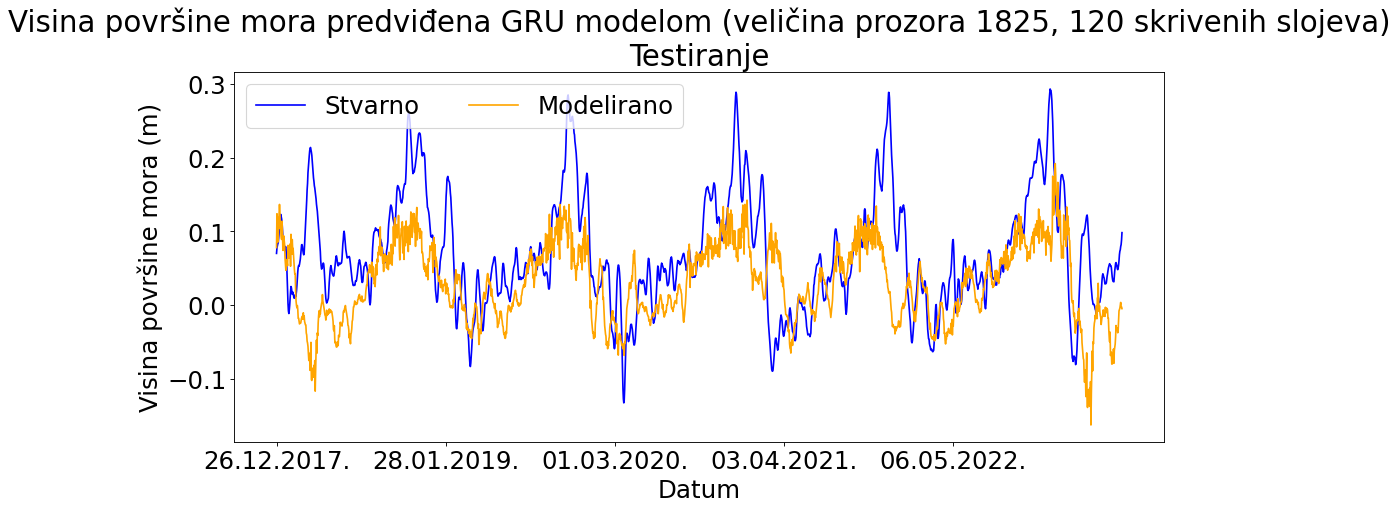 Visina površine mora predviđena GRU modelom (veličina prozora 1825, 120 skrivenih slojeva)
Testiranje
Stvarno
Modelirano
Visina površine mora (m)
0.3
0.2
0.1
0.0
−0.1
26.12.2017.
28.01.2019.
01.03.2020.
03.04.2021.
06.05.2022.
Datum